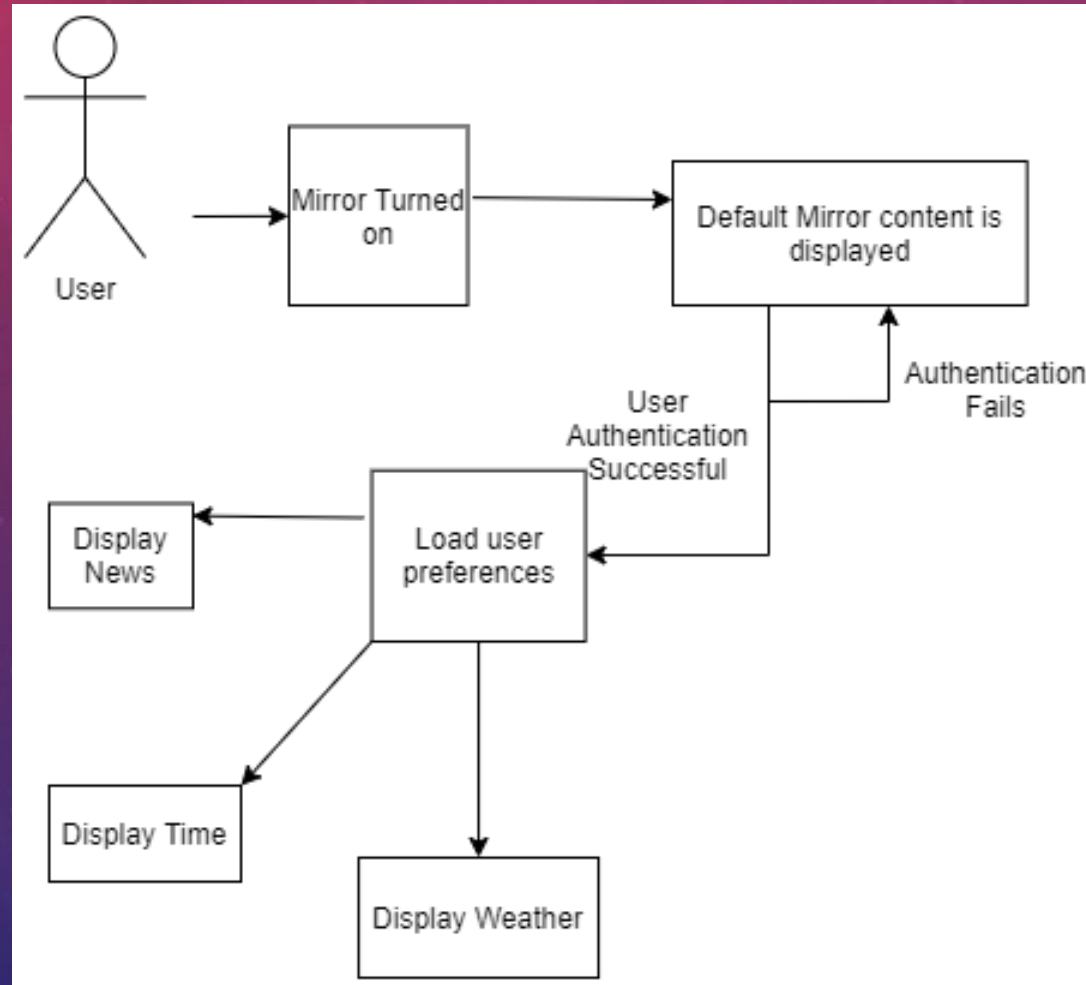 User
Mirror Turned
on
Default Mirror content is
displayed
Authentication
Fails
User
Authentication
Successful
Load user
preferences
Display
News
Display Time
Display Weather